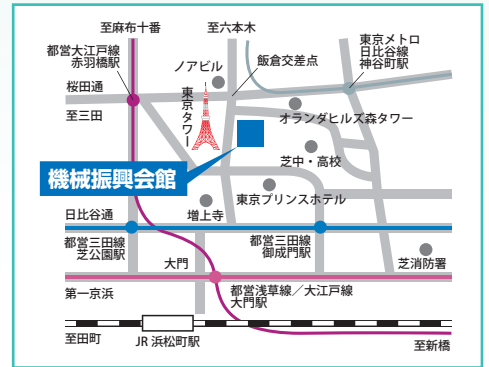 至麻布十番
至六本木
都営大江戸線
赤羽橋駅
ノアビル
飯倉交差点
東京メトロ
日比谷線
神谷町駅
桜田通
至三田
東京タワー
オランダヒルズ森タワー
芝中・高校
機械振興会館
東京プリンスホテル
増上寺
日比谷通
都営三田線
芝公園駅
都営三田線
御成門駅
大門
芝消防署
第一京浜
都営浅草線／大江戸線
大門駅
至田町
JR 浜松町駅
至新橋